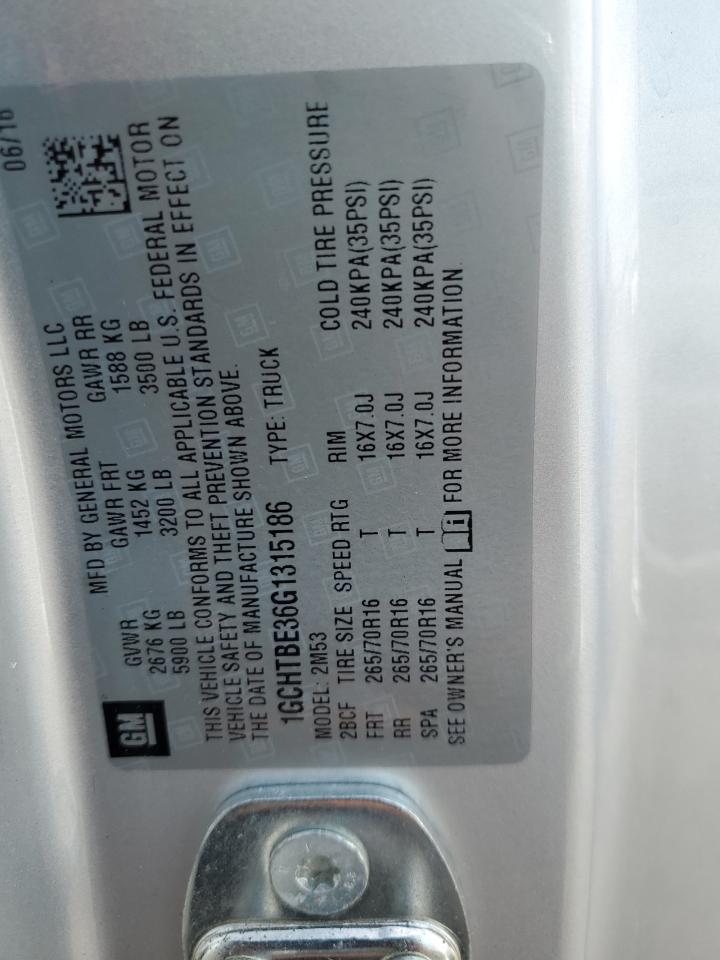 GM
MFD BY GENERAL MOTORS LLC 06/16
GVWR GAWR FRT GAWR RR
2676 KG 1452 KG 1588 KG
5900 LB 3200 LB 3500 LB
THIS VEHICLE CONFORMS TO ALL APPLICABLE U.S. FEDERAL MOTOR
VEHICLE SAFETY AND THEFT PREVENTION STANDARDS IN EFFECT ON
THE DATE OF MANUFACTURE SHOWN ABOVE.
1GCHTBE36G1315186 TYPE: TRUCK
MODEL: 2M53
2BCF TIRE SIZE SPEED RTG RIM COLD TIRE PRESSURE
FRT 265/70R16 T 16X7.0J 240KPA(35PSI)
RR 265/70R16 T 16X7.0J 240KPA(35PSI)
SPA 265/70R16 T 16X7.0J 240KPA(35PSI)
SEE OWNER'S MANUAL i FOR MORE INFORMATION